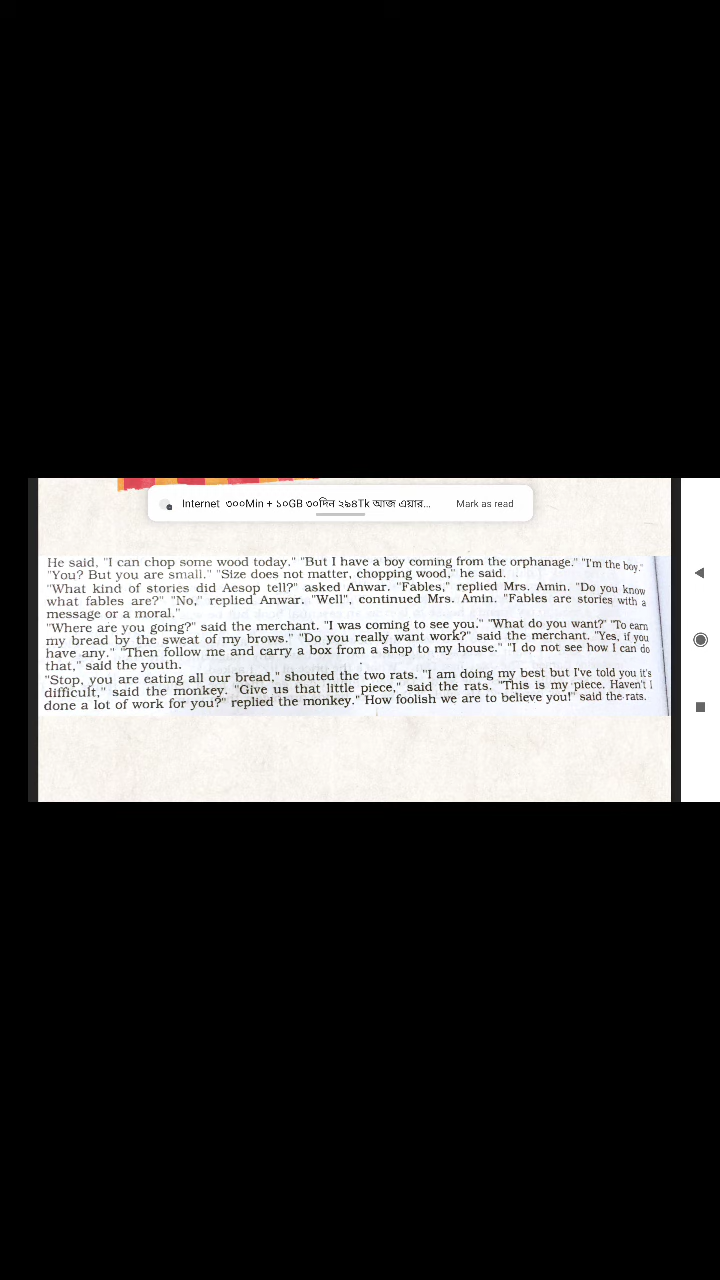 Internet ৩০০Min + ১০GB ৩০দিন ২৯৪Tk আজ এয়ার...
Mark as read
He said, "I can chop some wood today." "But I have a boy coming from the orphanage." "I'm the boy."
"You? But you are small." "Size does not matter, chopping wood," he said.
"What kind of stories did Aesop tell?" asked Anwar. "Fables," replied Mrs. Amin. "Do you know
what fables are?" "No," replied Anwar. "Well", continued Mrs. Amin. "Fables are stories with a
message or a moral."
"Where are you going?" said the merchant. "I was coming to see you." "What do you want?" "To earn
my bread by the sweat of my brows." "Do you really want work?" said the merchant. "Yes, if you
have any." "Then follow me and carry a box from a shop to my house." "I do not see how I can do
that," said the youth.
"Stop, you are eating all our bread," shouted the two rats. "I am doing my best but I've told you it's
difficult," said the monkey. "Give us that little piece," said the rats. "This is my piece. Haven't I
done a lot of work for you?" replied the monkey." How foolish we are to believe you!" said the rats.